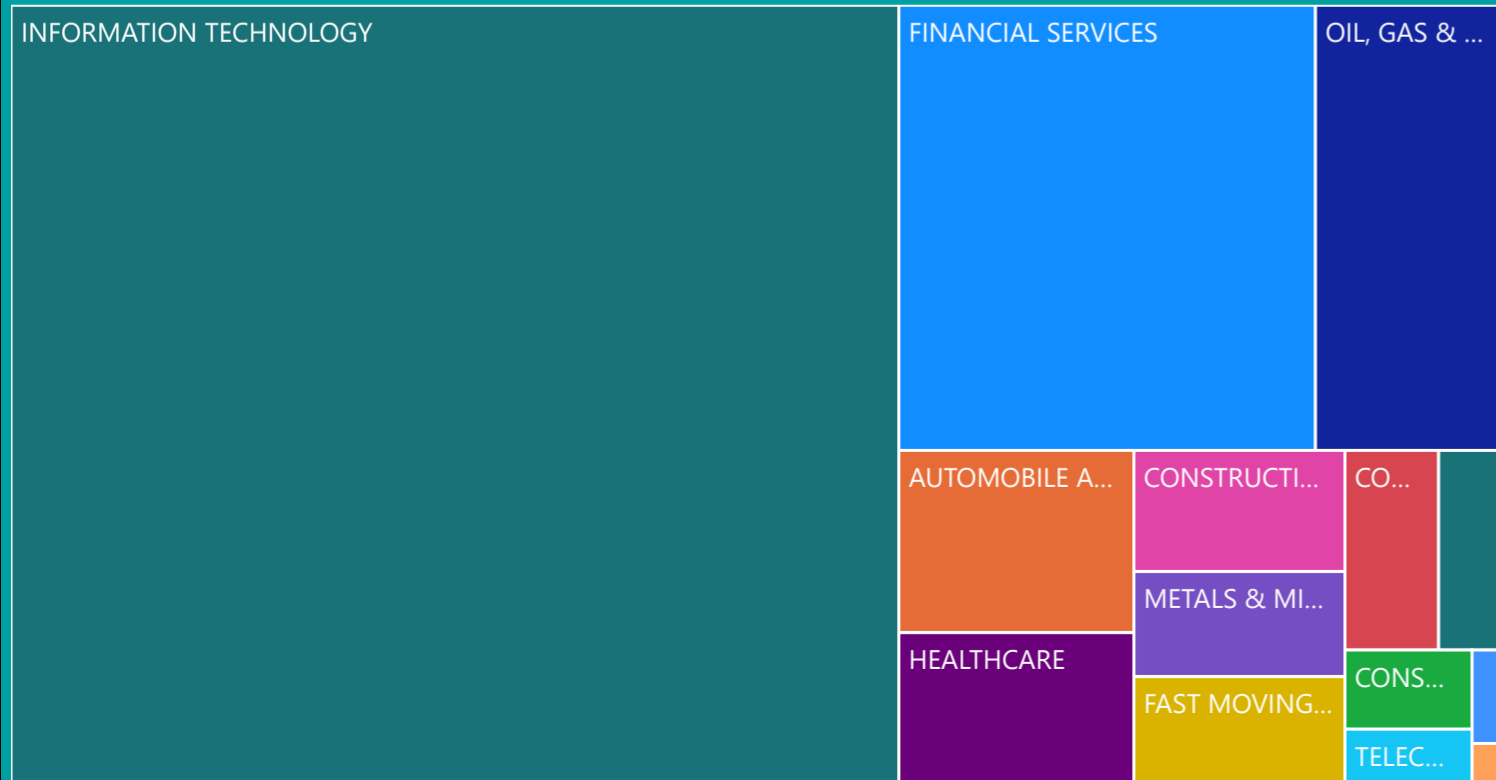 INFORMATION TECHNOLOGY
FINANCIAL SERVICES
OIL, GAS & ...
AUTOMOBILE A...
CONSTRUCTI...
CO...
METALS & MI...
HEALTHCARE
CONS...
FAST MOVING...
TELEC...